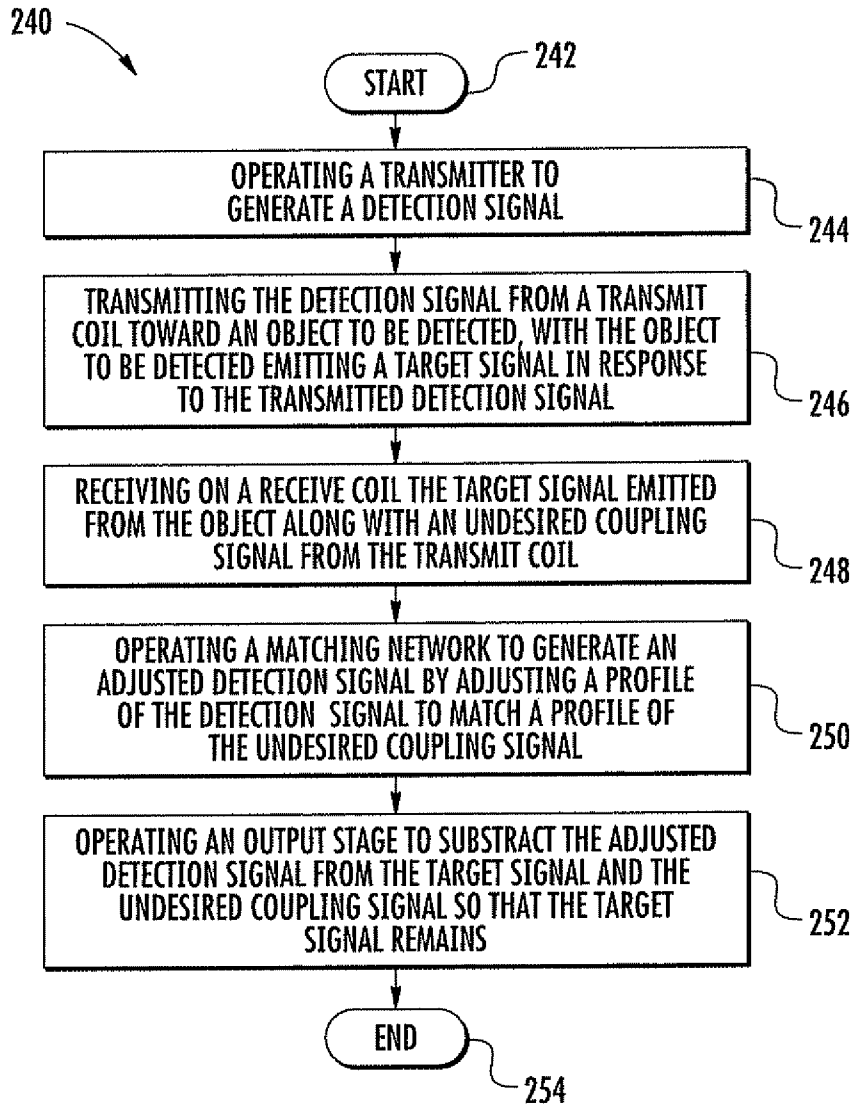 240
START
242
OPERATING A TRANSMITTER TO
GENERATE A DETECTION SIGNAL
244
TRANSMITTING THE DETECTION SIGNAL FROM A TRANSMIT
COIL TOWARD AN OBJECT TO BE DETECTED, WITH THE OBJECT
TO BE DETECTED EMITTING A TARGET SIGNAL IN RESPONSE
TO THE TRANSMITTED DETECTION SIGNAL
246
RECEIVING ON A RECEIVE COIL THE TARGET SIGNAL EMITTED
FROM THE OBJECT ALONG WITH AN UNDESIRED COUPLING
SIGNAL FROM THE TRANSMIT COIL
248
OPERATING A MATCHING NETWORK TO GENERATE AN
ADJUSTED DETECTION SIGNAL BY ADJUSTING A PROFILE
OF THE DETECTION SIGNAL TO MATCH A PROFILE OF
THE UNDESIRED COUPLING SIGNAL
250
OPERATING AN OUTPUT STAGE TO SUBSTRACT THE ADJUSTED
DETECTION SIGNAL FROM THE TARGET SIGNAL AND THE
UNDESIRED COUPLING SIGNAL SO THAT THE TARGET
SIGNAL REMAINS
252
END
254